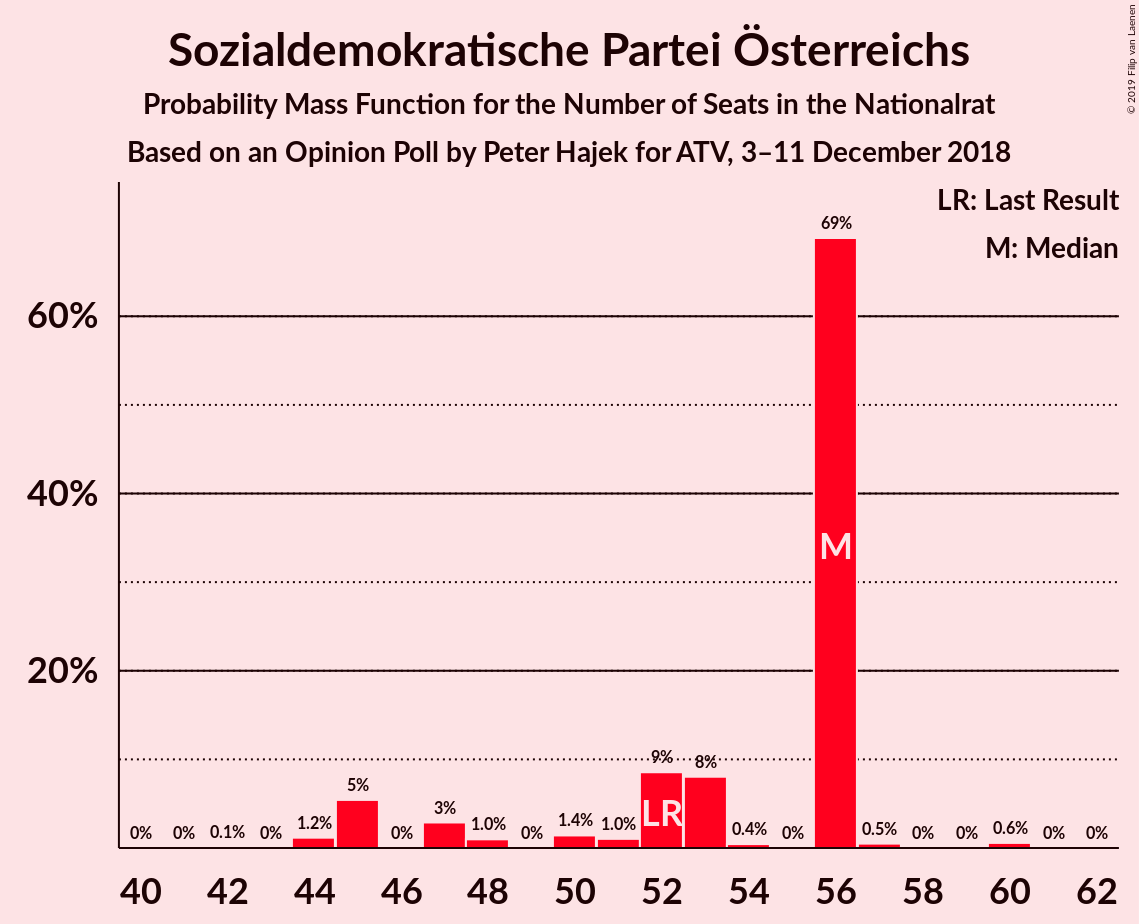 Sozialdemokratische Partei Österreichs
Probability Mass Function for the Number of Seats in the Nationalrat
Based on an Opinion Poll by Peter Hajek for ATV, 3–11 December 2018
© 2019 Filip van Laenen
LR: Last Result
M: Median
60%
40%
20%
0% 0% 0.1% 0% 1.2% 5% 0% 3% 1.0% 0% 1.4% 1.0% 9% 8% 0.4% 0% 69% 0.5% 0% 0% 0.6% 0% 0%
M
LR
40 42 44 46 48 50 52 54 56 58 60 62